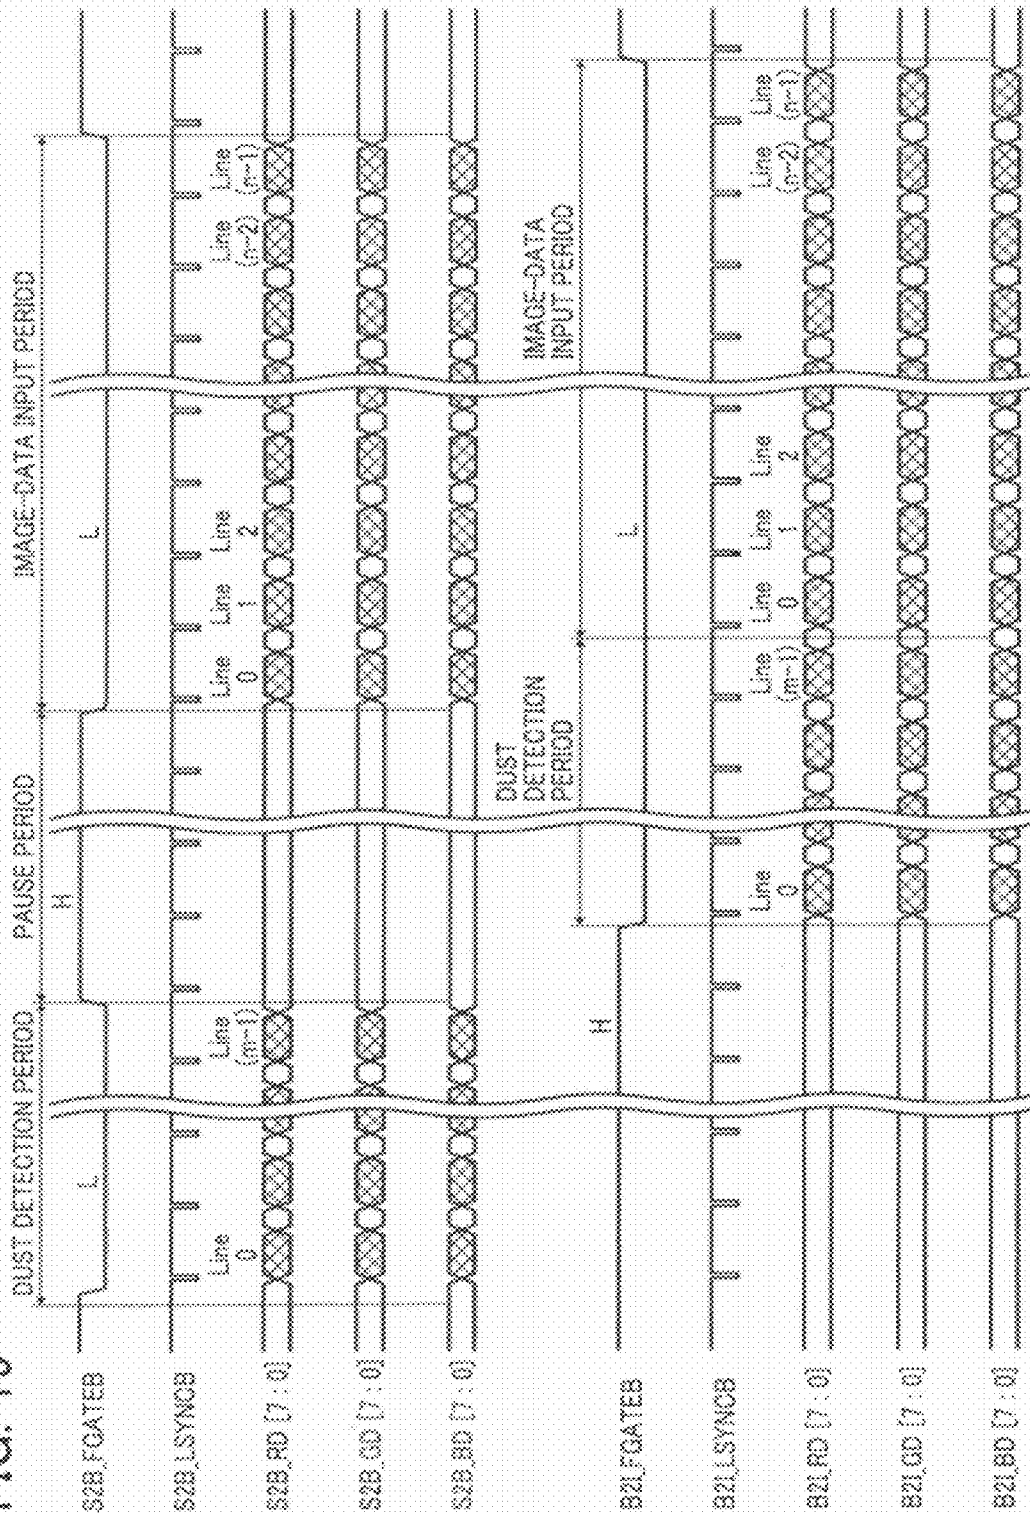 DUST DETECTION PERIOD
PAUSE PERIOD
IMAGE-DATA INPUT PERIOD
S2B_FGATEB
L
H
L
S2B_LSYNCB
Line
0
Line
(m-1)
Line
0
Line
1
Line
2
Line
(n-2)
Line
(n-1)
S2B_RD [7 : 0]
S2B_GD [7 : 0]
S2B_BD [7 : 0]
DUST
DETECTION
PERIOD
IMAGE-DATA
INPUT PERIOD
B2I_FGATEB
H
L
B2I_LSYNCB
Line
0
Line
(m-1)
Line
0
Line
1
Line
2
Line
(n-2)
Line
(n-1)
B2I_RD [7 : 0]
B2I_GD [7 : 0]
B2I_BD [7 : 0]